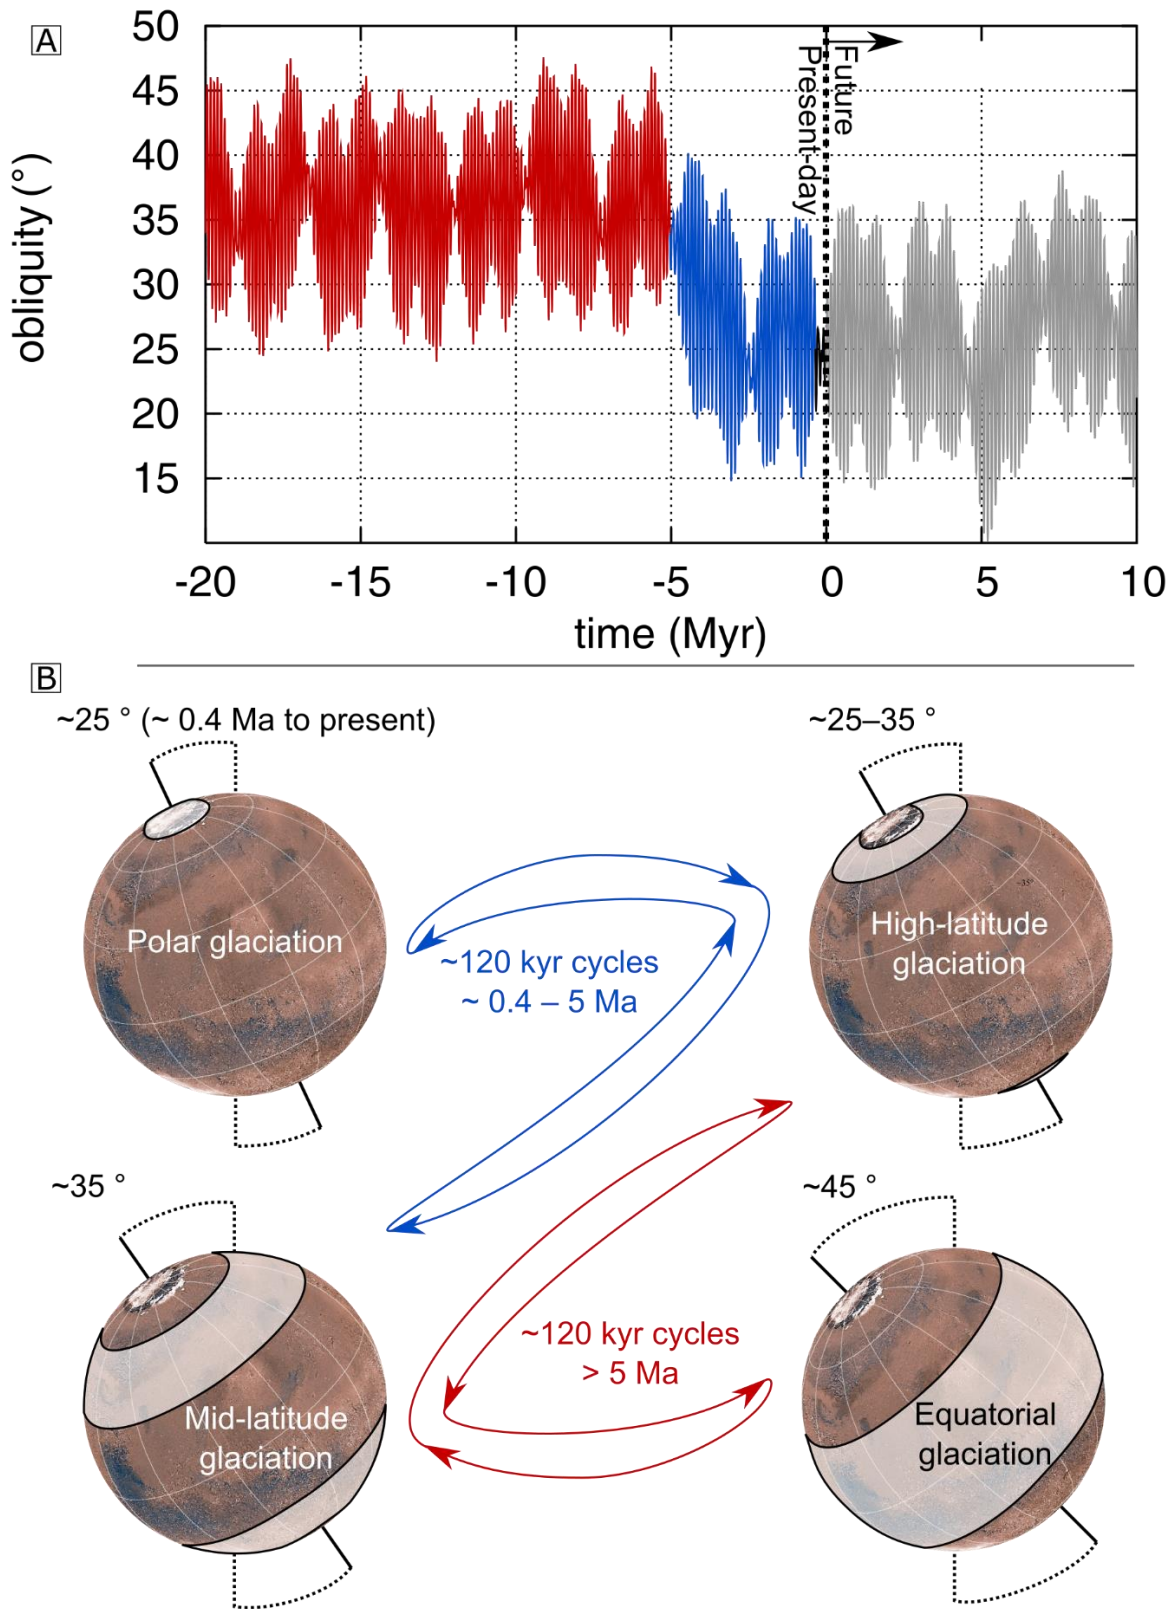 A
50
45
40
35
30
25
20
15
obliquity (°)
Present-day
Future
-20 -15 -10 -5 0 5 10
time (Myr)
B
~25 ° (~ 0.4 Ma to present)
~25–35 °
Polar glaciation
~35°
High-latitude
glaciation
~120 kyr cycles
~ 0.4 – 5 Ma
~35 °
~45 °
~120 kyr cycles
> 5 Ma
Mid-latitude
glaciation
Equatorial
glaciation